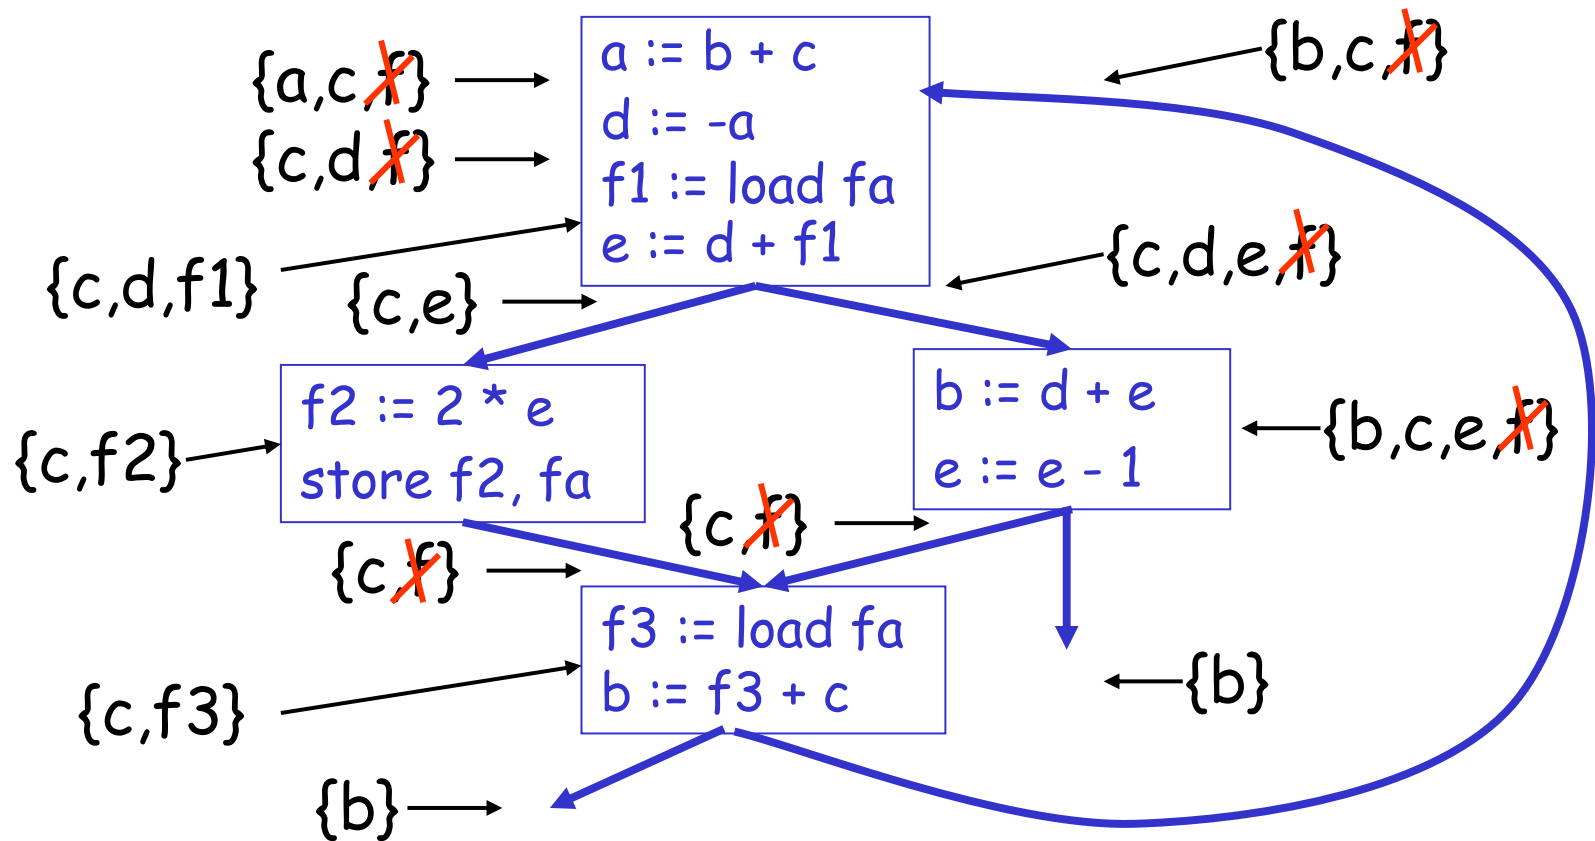 a := b + c
d := -a
f1 := load fa
e := d + f1
{b,c,f}
{a,c,f}
{c,d,f}
{c,d,e,f}
{c,d,f1}
{c,e}
f2 := 2 * e
store f2, fa
b := d + e
e := e - 1
{b,c,e,f}
{c,f2}
{c,f}
{c,f}
f3 := load fa
b := f3 + c
{b}
{c,f3}
{b}